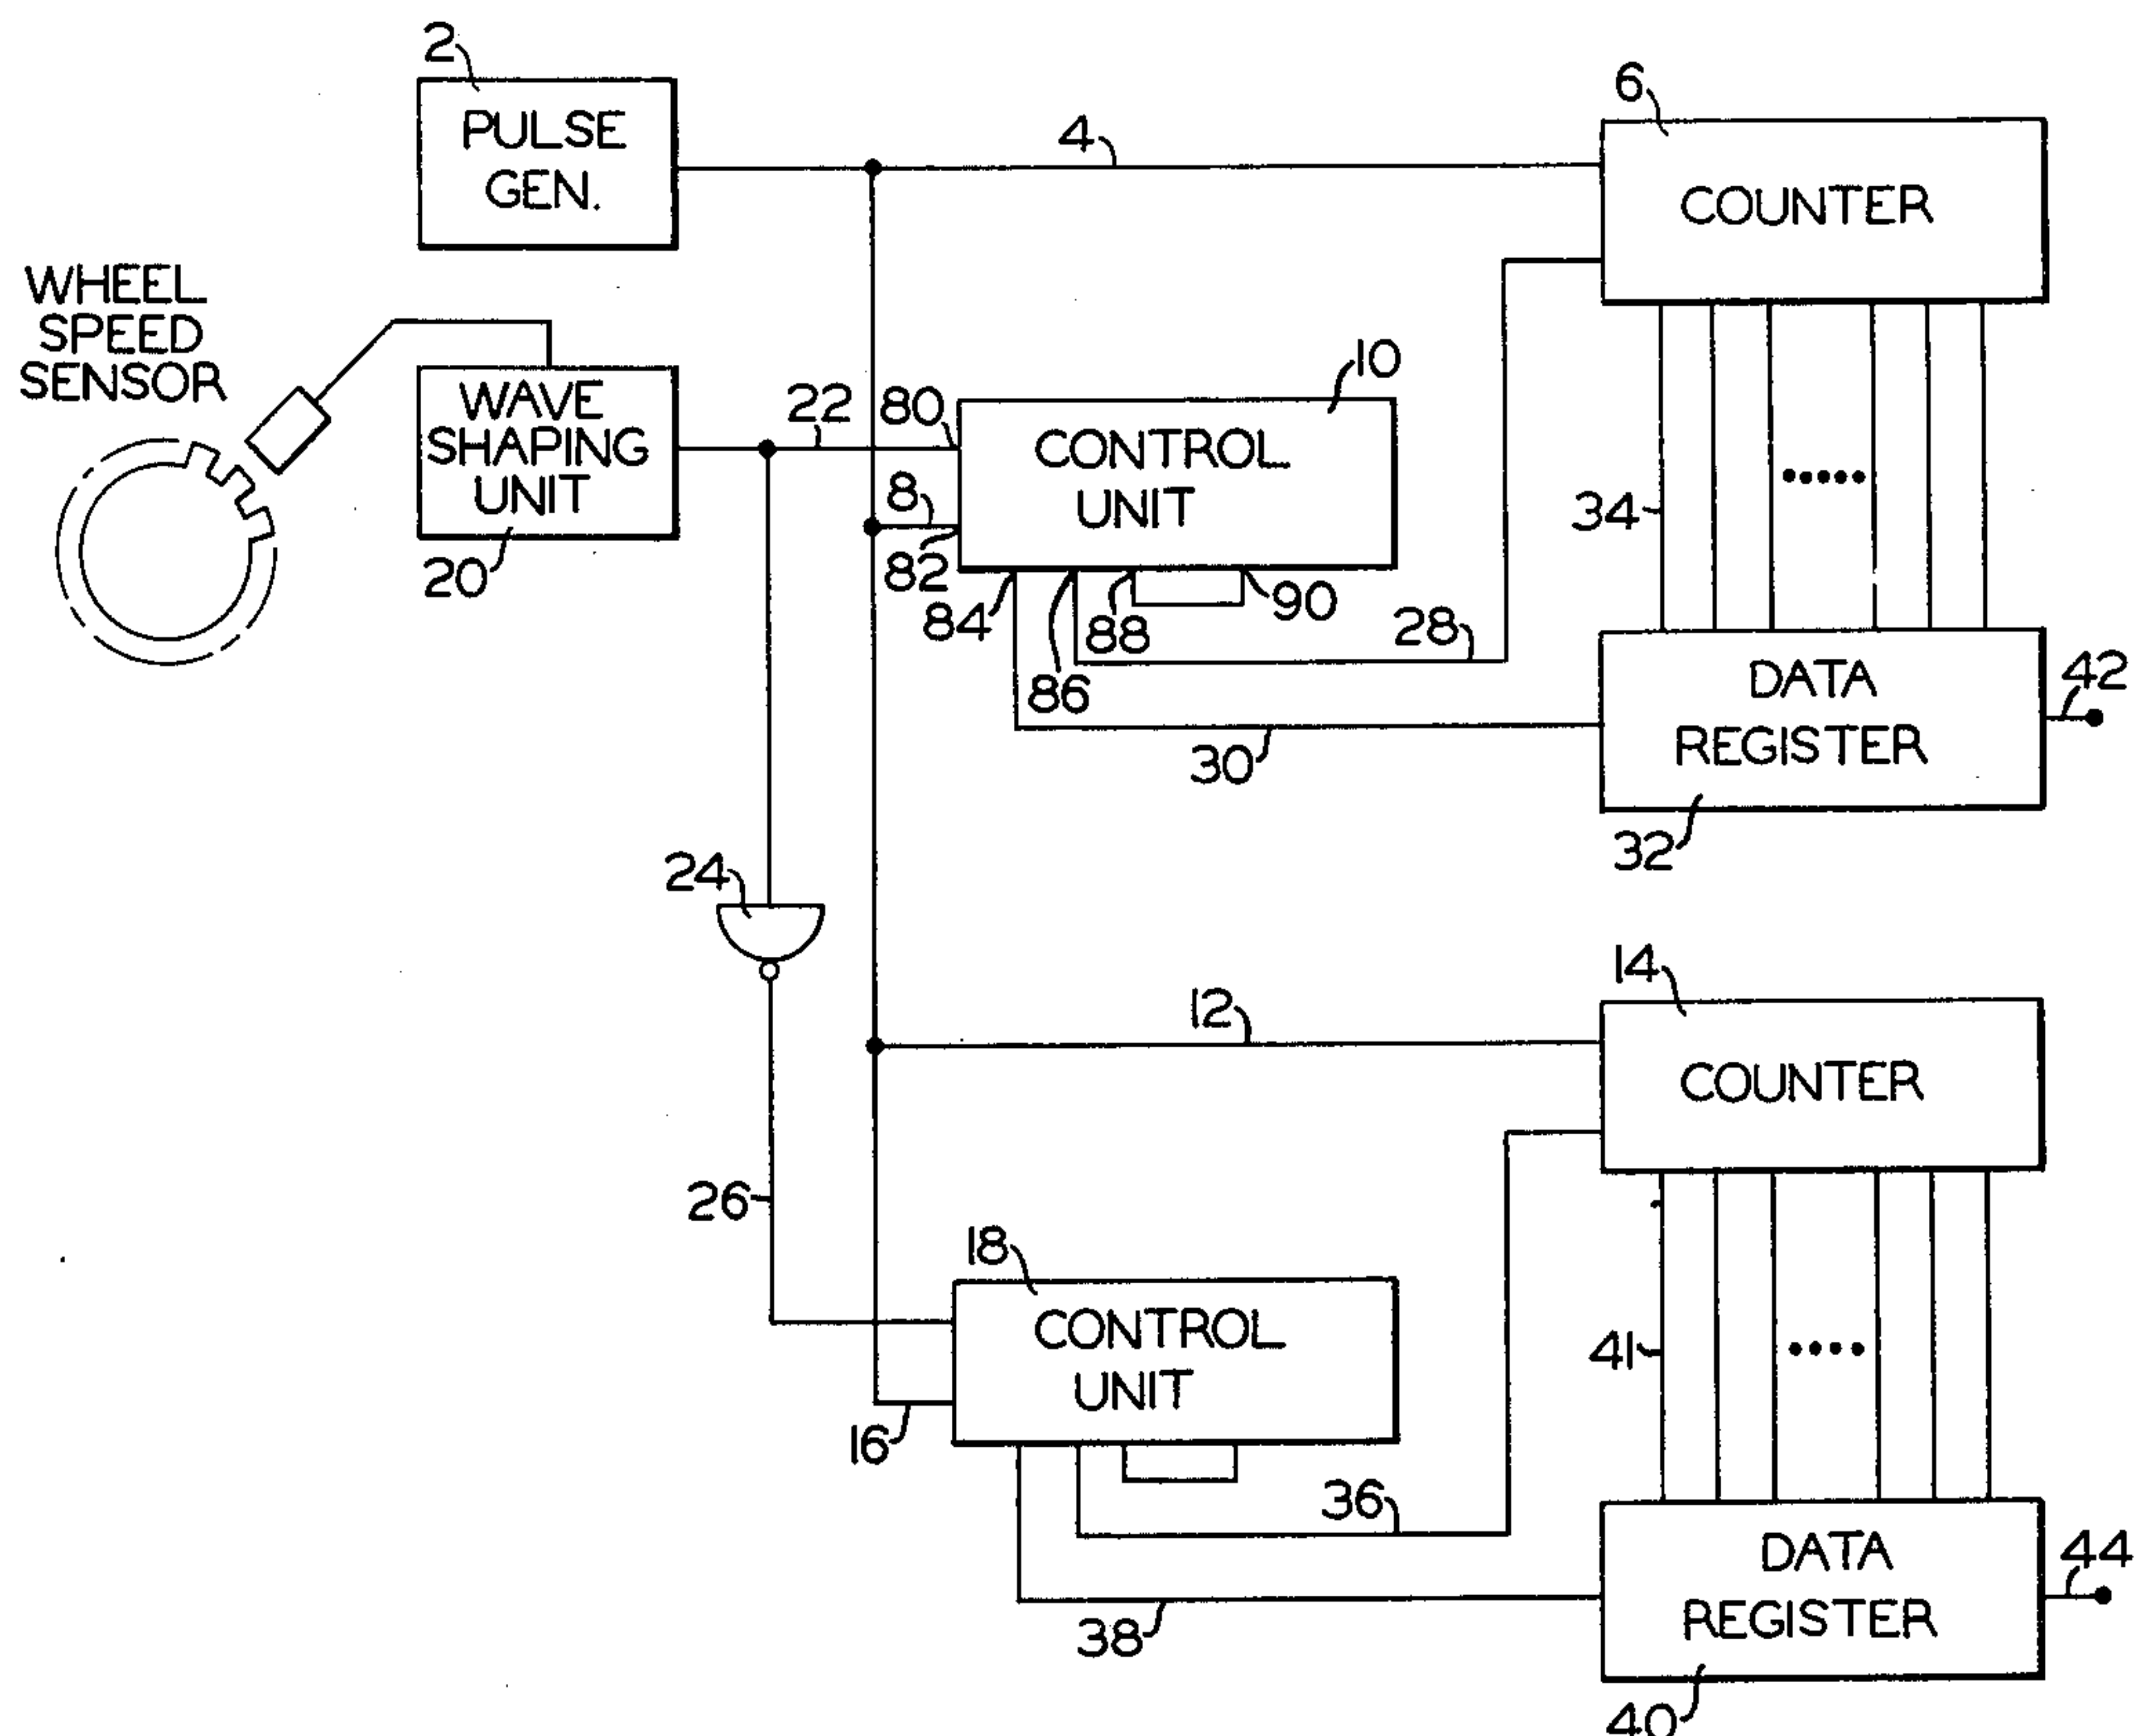 2
PULSE
GEN.
4
6
COUNTER
WHEEL
SPEED
SENSOR
WAVE
SHAPING
UNIT
20
22
80
10
CONTROL
UNIT
8
82
84
86
88
90
28
30
34
DATA
REGISTER
42
32
24
12
14
COUNTER
26
18
CONTROL
UNIT
16
36
38
41
DATA
REGISTER
44
40